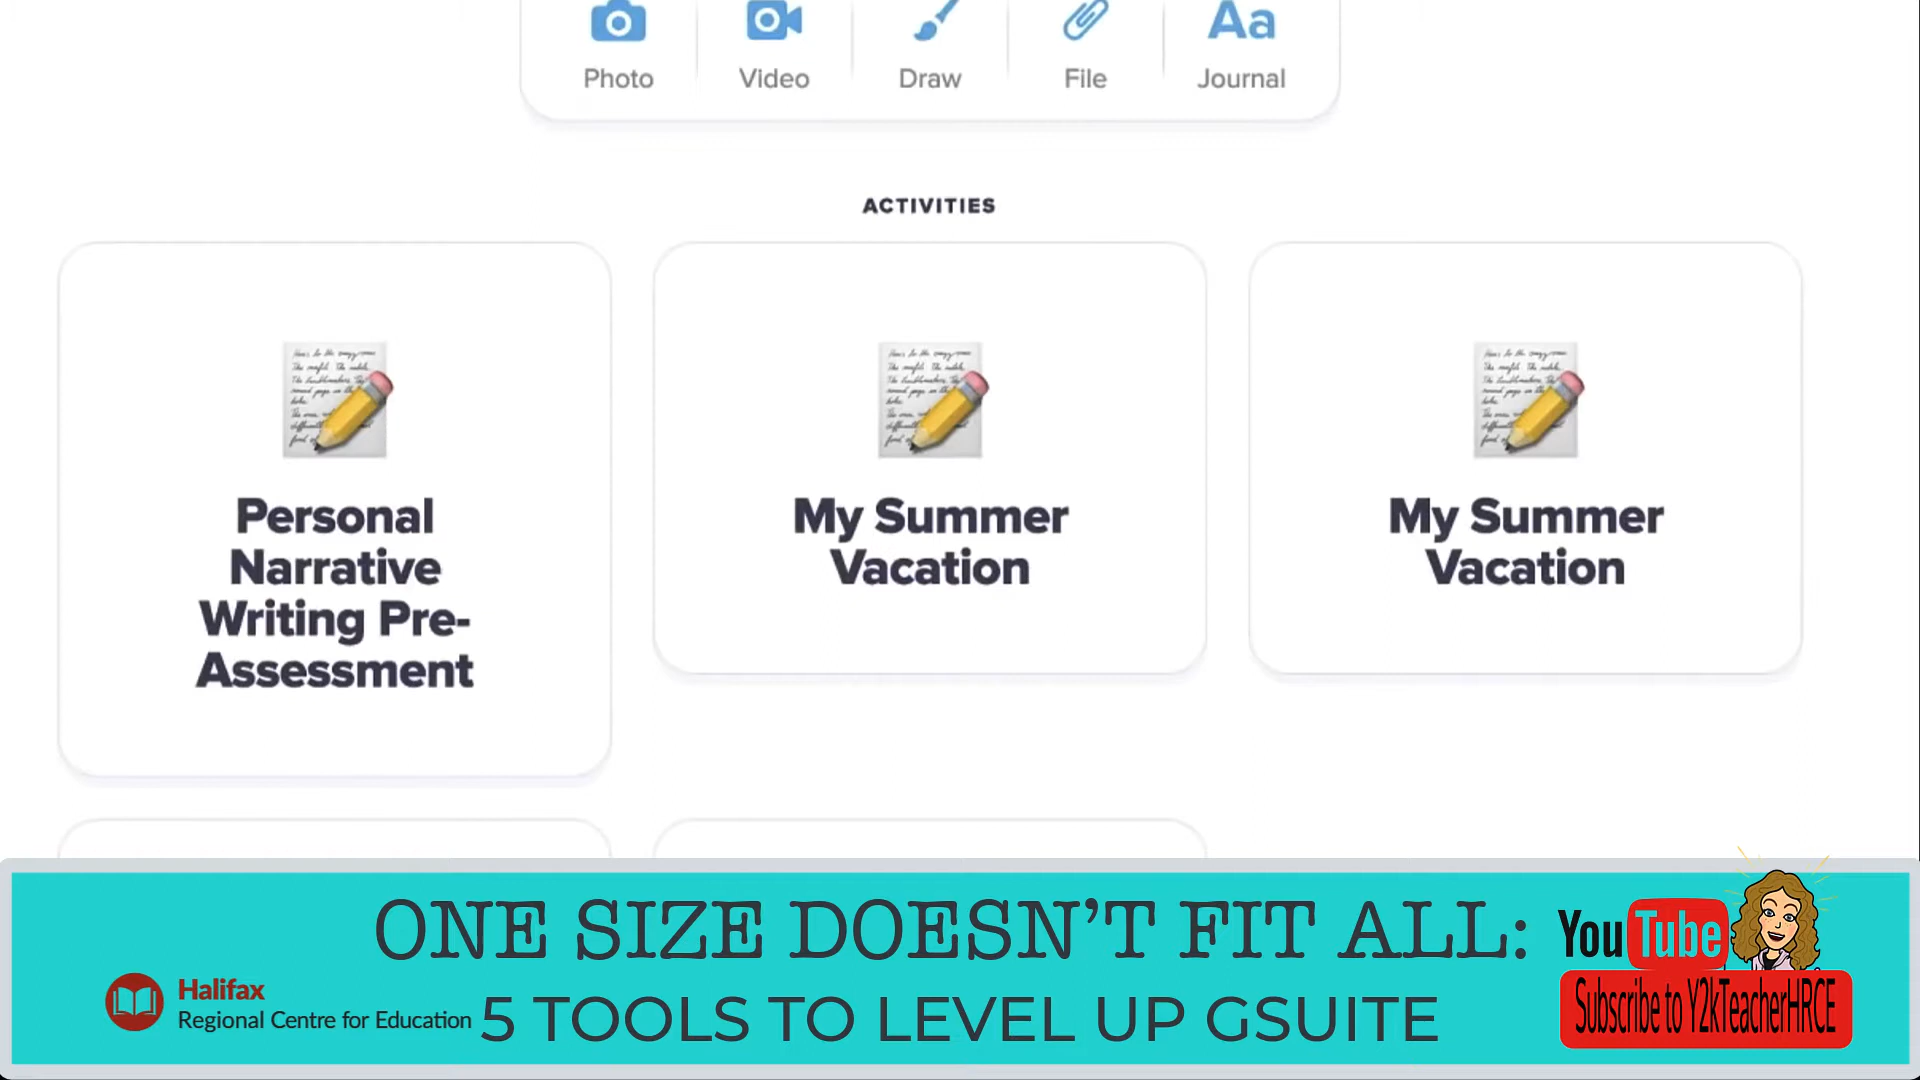 Photo
Video
Draw
File
Aa
Journal
ACTIVITIES
Personal
Narrative
Writing Pre-
Assessment
My Summer
Vacation
My Summer
Vacation
ONE SIZE DOESN'T FIT ALL:
5 TOOLS TO LEVEL UP GSUITE
Halifax
Regional Centre for Education
YouTube
Subscribe to Y2kTeacherHRCE